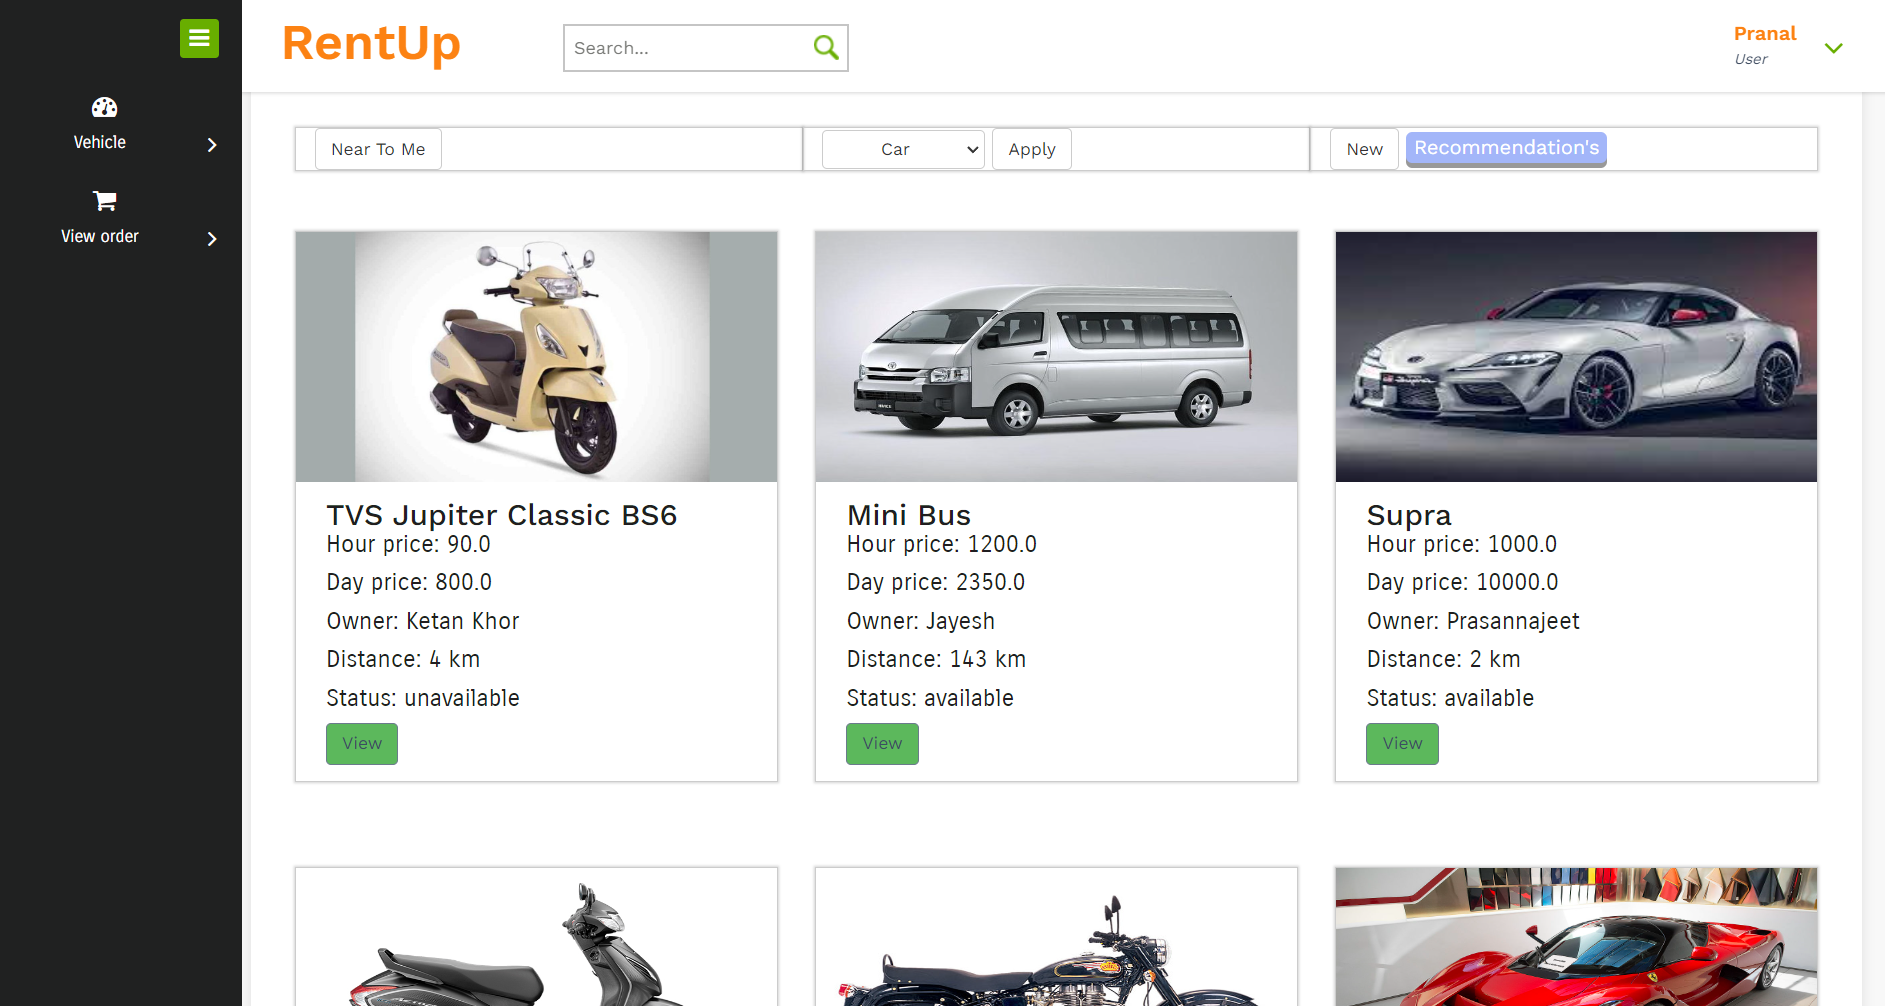 RentUp
Search...
Pranal
User
Vehicle
View order
Near To Me
Car
Apply
New
Recommendation's
TVS Jupiter Classic BS6
Hour price: 90.0
Day price: 800.0
Owner: Ketan Khor
Distance: 4 km
Status: unavailable
View
Mini Bus
Hour price: 1200.0
Day price: 2350.0
Owner: Jayesh
Distance: 143 km
Status: available
View
Supra
Hour price: 1000.0
Day price: 10000.0
Owner: Prasannajeet
Distance: 2 km
Status: available
View